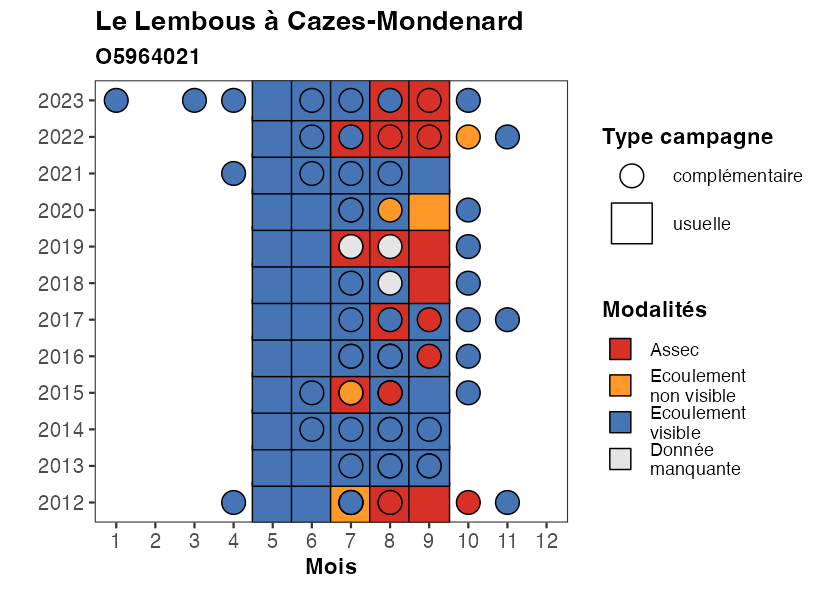 Le Lembous à Cazes-Mondenard
O5964021
2023
2022
2021
2020
2019
2018
2017
2016
2015
2014
2013
2012
1 2 3 4 5 6 7 8 9 10 11 12
Mois
Type campagne
complémentaire
usuelle
Modalités
Assec
Ecoulement
non visible
Ecoulement
visible
Donnée
manquante